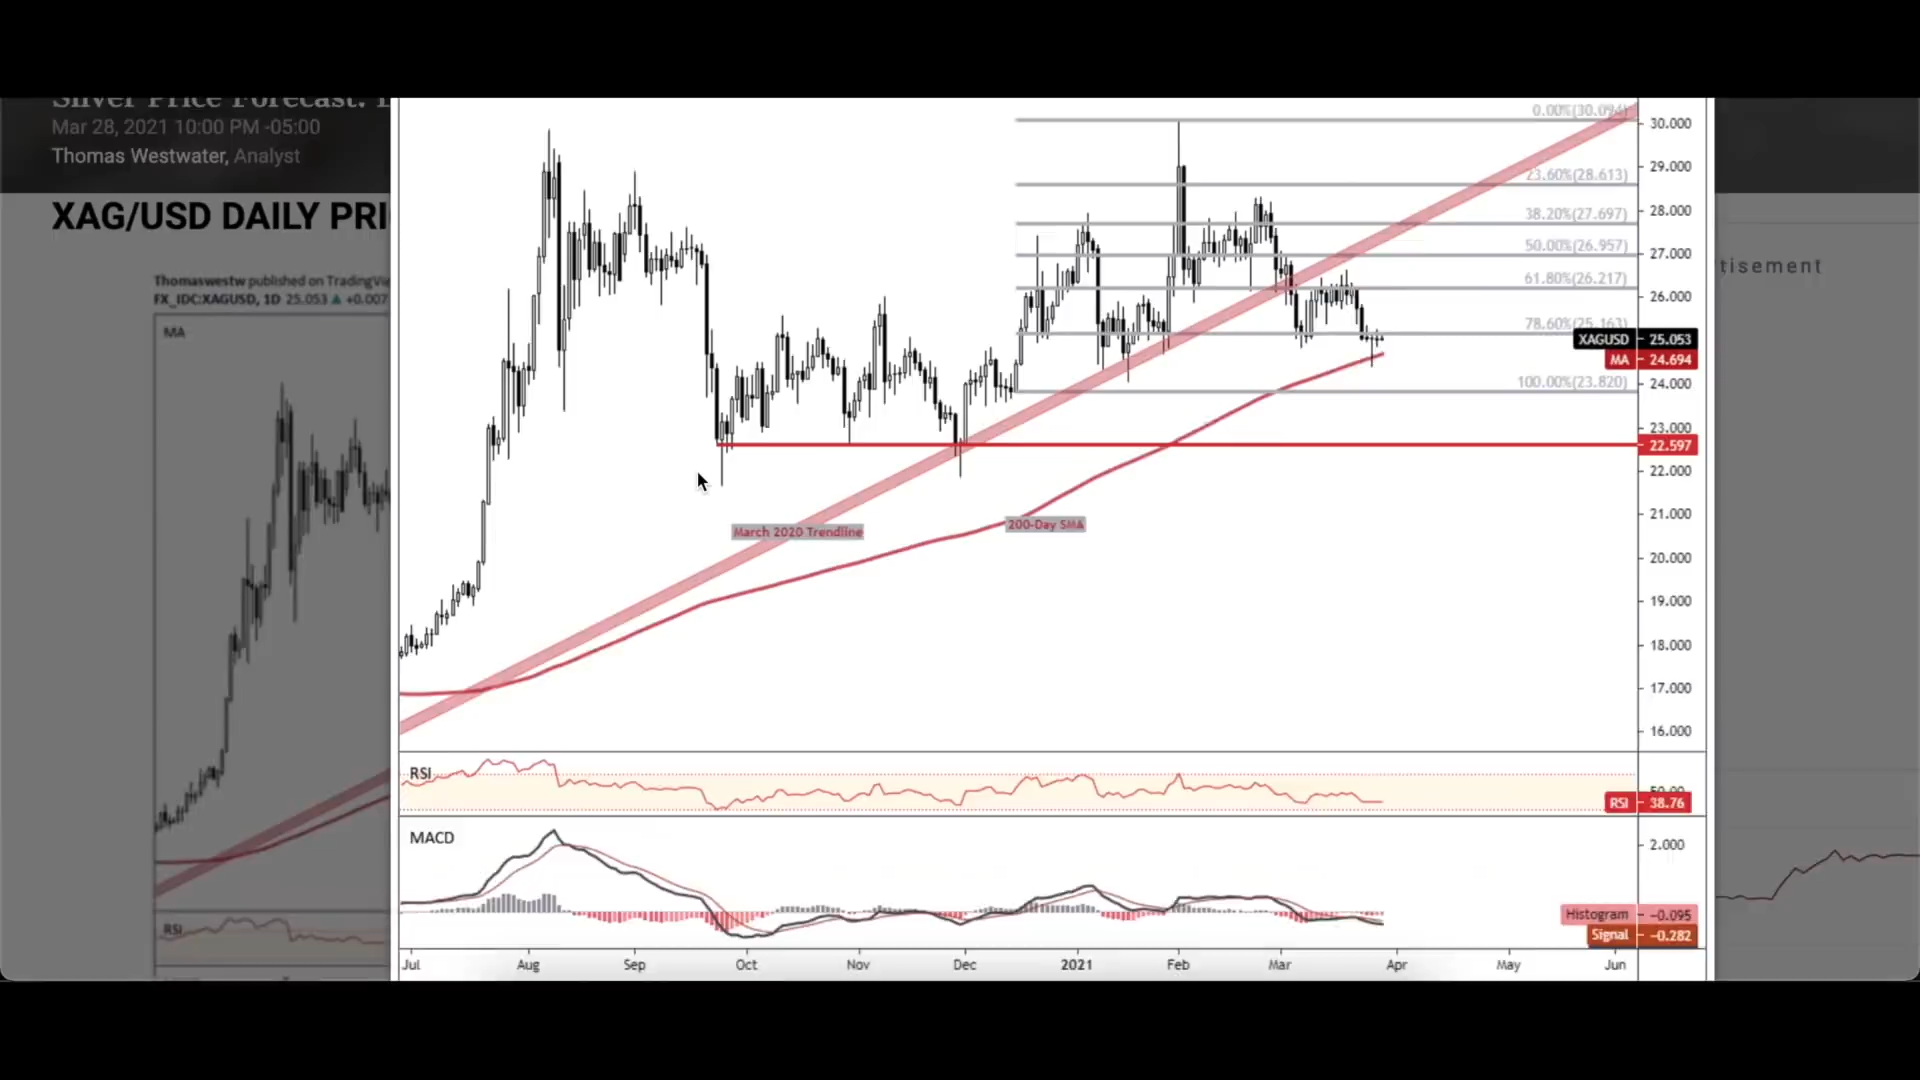 Silver Price Forecast:
Mar 28, 2021 10:00 PM -05:00
Thomas Westwater, Analyst
XAG/USD DAILY PRI
Thomaswestw published on TradingVie
FX_IDC:XAGUSD, 1D 25.053 ▲ +0.007
MA
RSI
tisement
0.00%(30.094)
23.60%(28.613)
38.20%(27.697)
50.00%(26.957)
61.80%(26.217)
78.60%(25.163)
100.00%(23.820)
30.000
29.000
28.000
27.000
26.000
XAGUSD 25.053
MA 24.694
24.000
23.000
22.597
22.000
21.000
20.000
19.000
18.000
17.000
16.000
March 2020 Trendline
200-Day SMA
RSI
RSI 38.76
MACD
2.000
Histogram -0.095
Signal -0.282
Jul Aug Sep Oct Nov Dec 2021 Feb Mar Apr May Jun